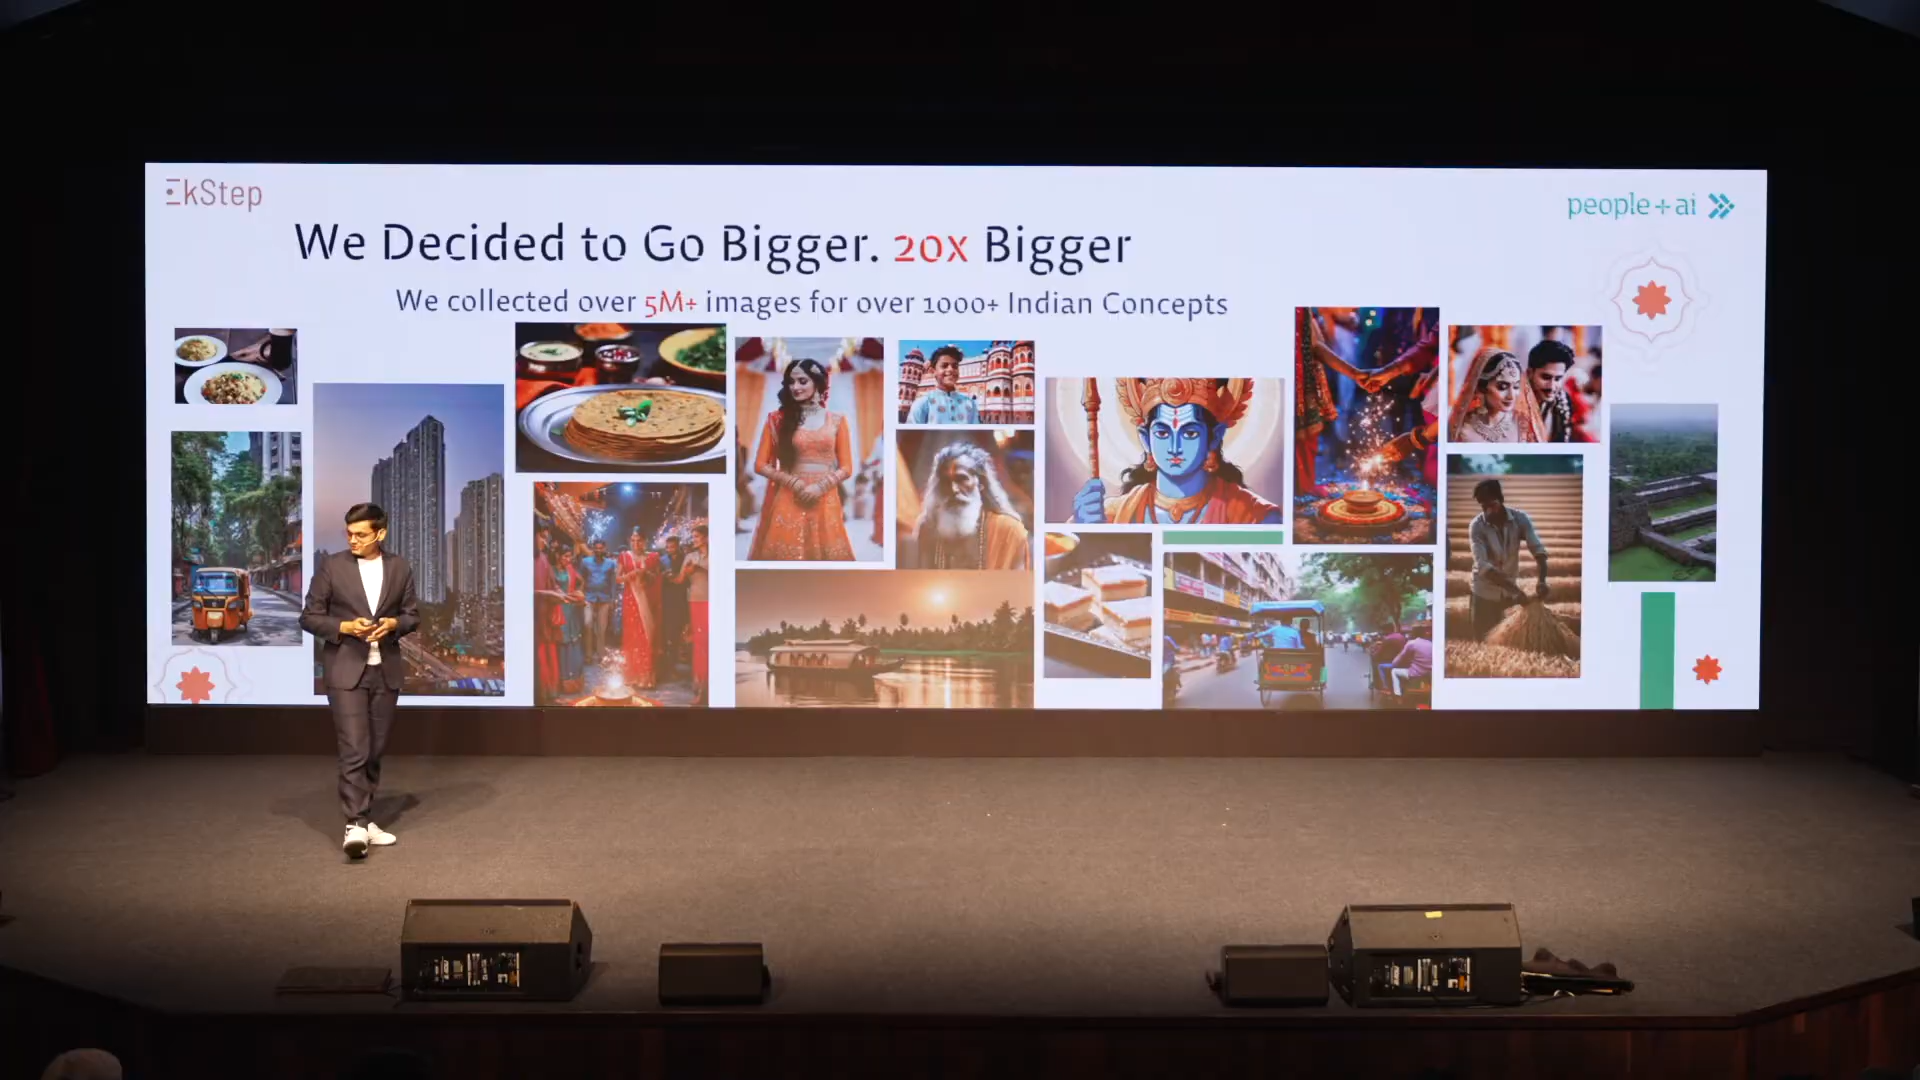 EkStep
people+ai
We Decided to Go Bigger. 20x Bigger
We collected over 5M+ images for over 1000+ Indian Concepts